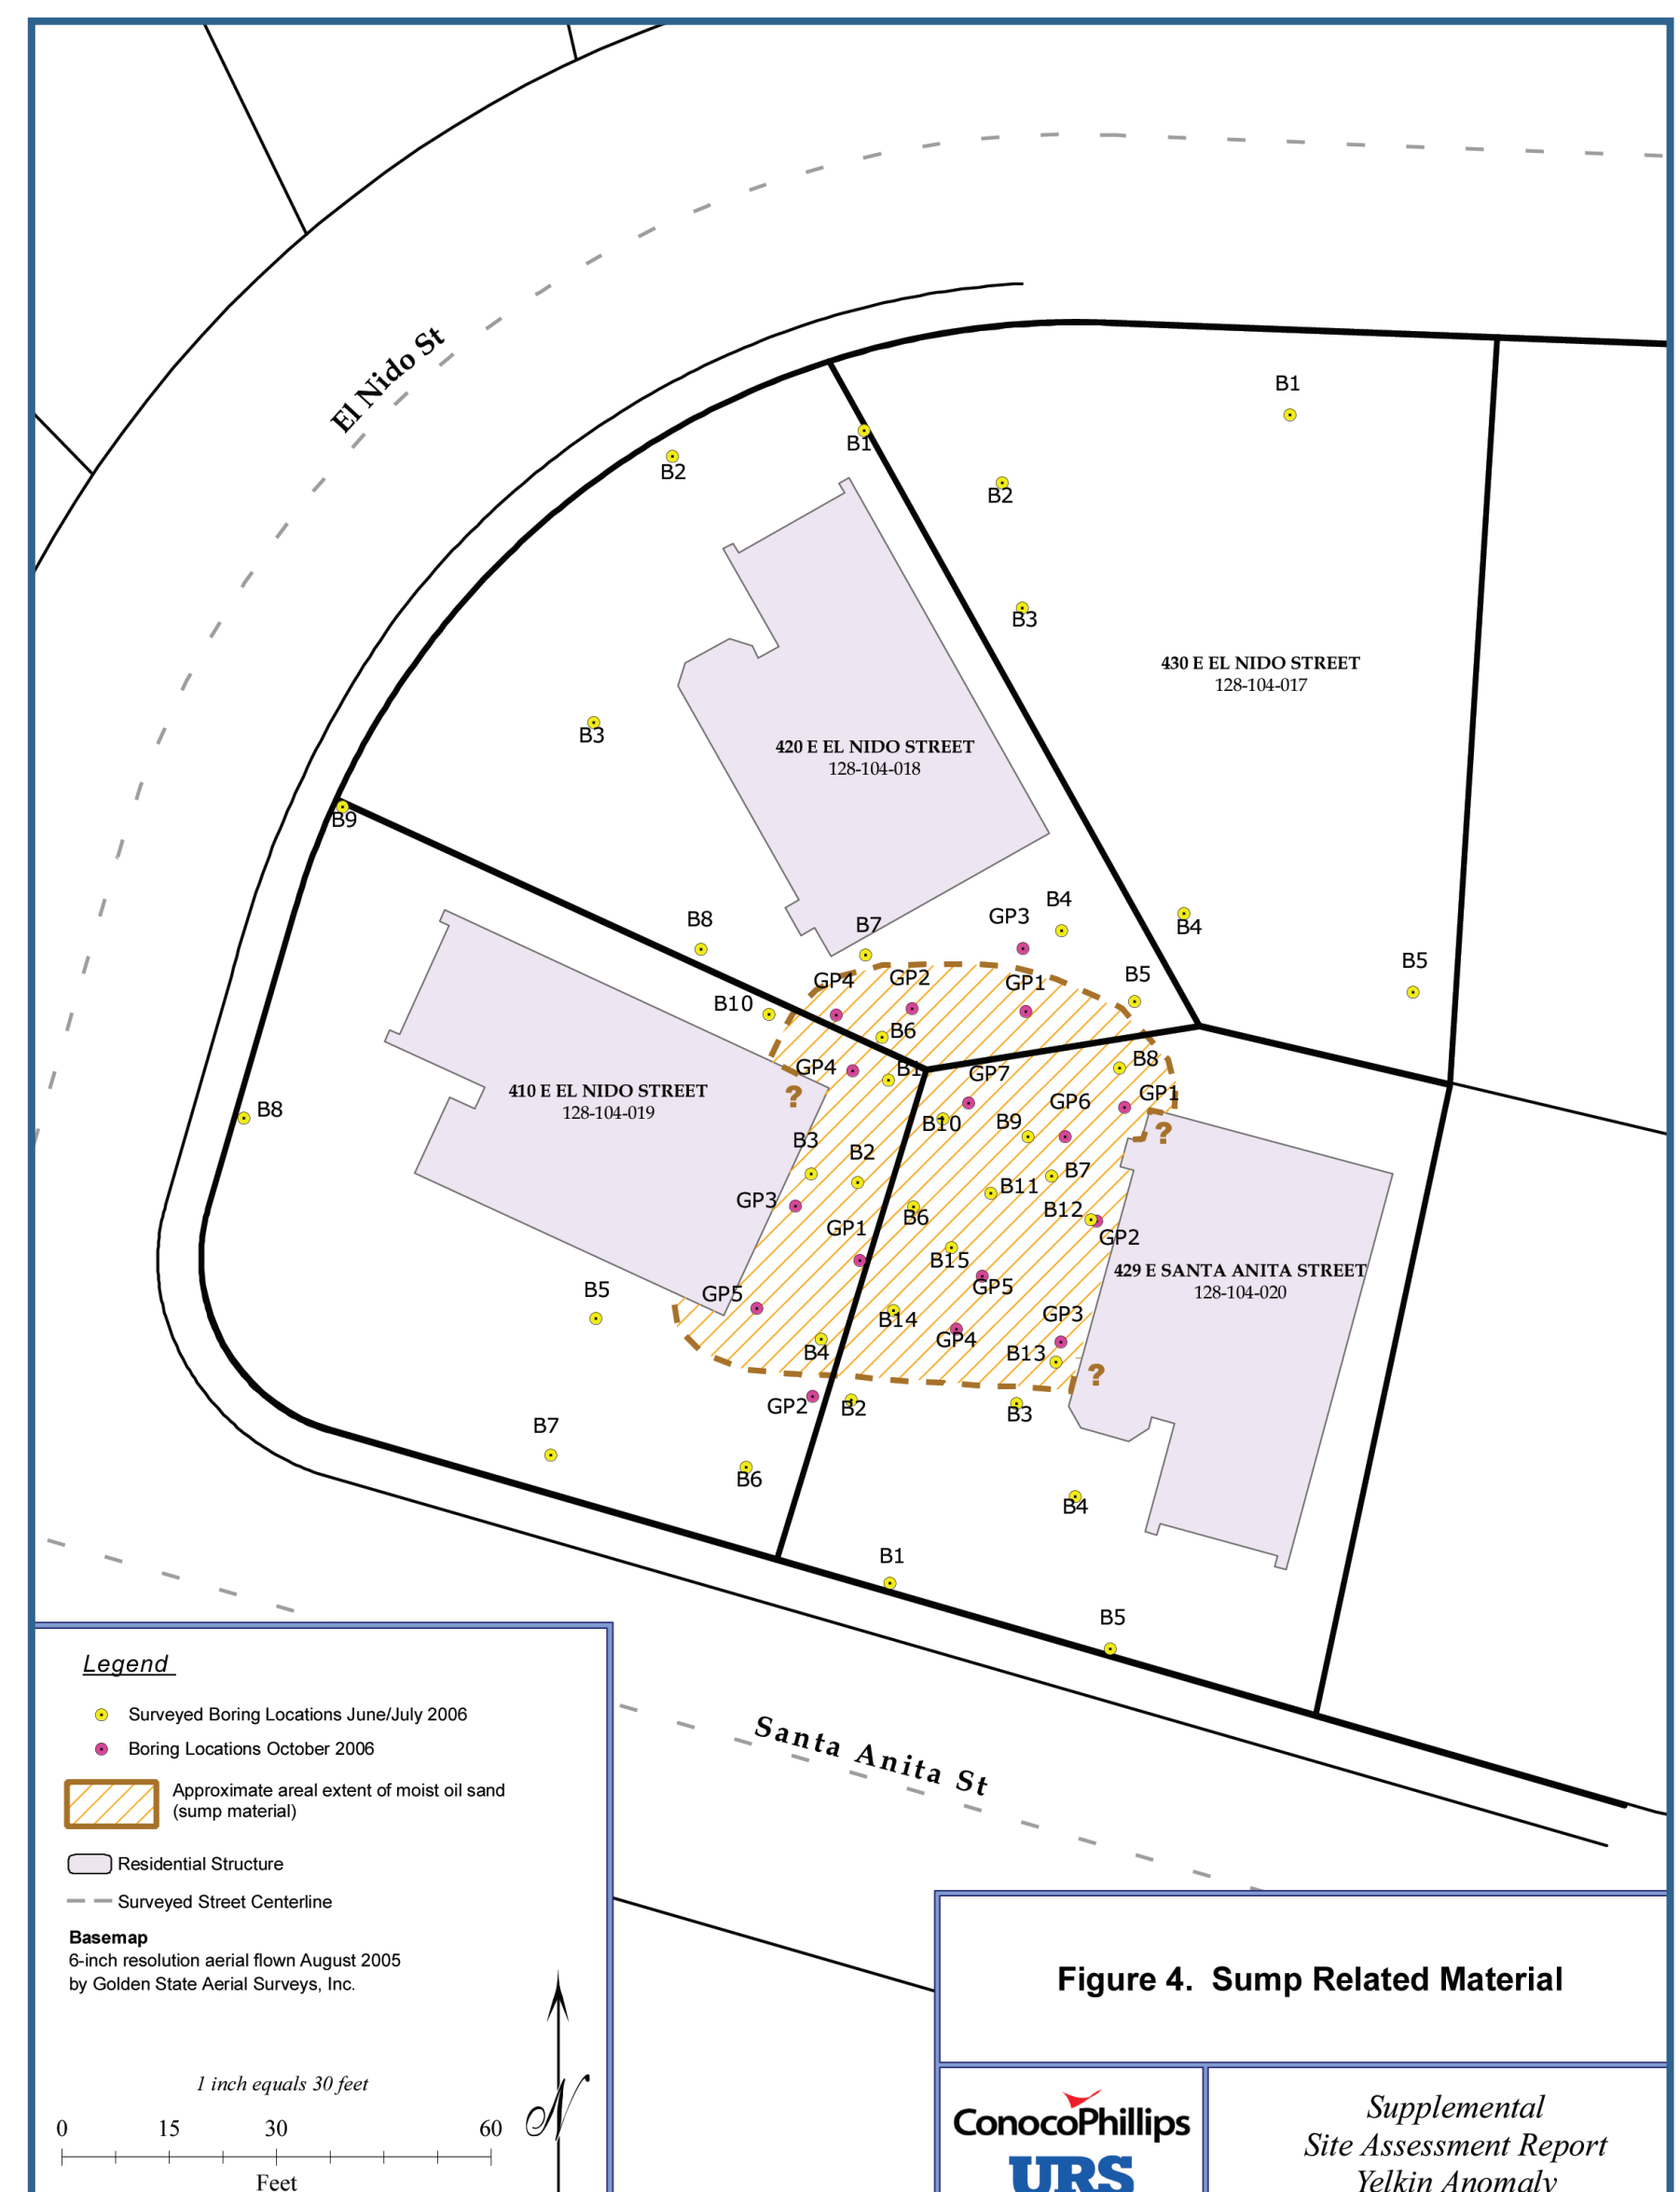 El Nido St
B1
B1
B2
B2
B3
430 E EL NIDO STREET
128-104-017
B3
420 E EL NIDO STREET
128-104-018
B9
B4
B8
GP3
B7
B4
B5
B5
GP4
GP2
GP1
B10
B6
B8
GP4
B1
GP7
?
410 E EL NIDO STREET
128-104-019
GP6
GP1
B8
B10
B9
?
B3
B2
B7
B11
GP3
B12
B6
GP1
GP2
B15
429 E SANTA ANITA STREET
128-104-020
B5
GP5
GP5
B14
GP3
GP4
B4
B13
?
GP2
B2
B3
B7
B6
B4
B1
B5
Santa Anita St
Legend
Surveyed Boring Locations June/July 2006
Boring Locations October 2006
Approximate areal extent of moist oil sand
(sump material)
Residential Structure
Surveyed Street Centerline
Basemap
6-inch resolution aerial flown August 2005
by Golden State Aerial Surveys, Inc.
1 inch equals 30 feet
0 15 30 60
Feet
N
Figure 4. Sump Related Material
ConocoPhillips
URS
Supplemental
Site Assessment Report
Yelkin Anomaly